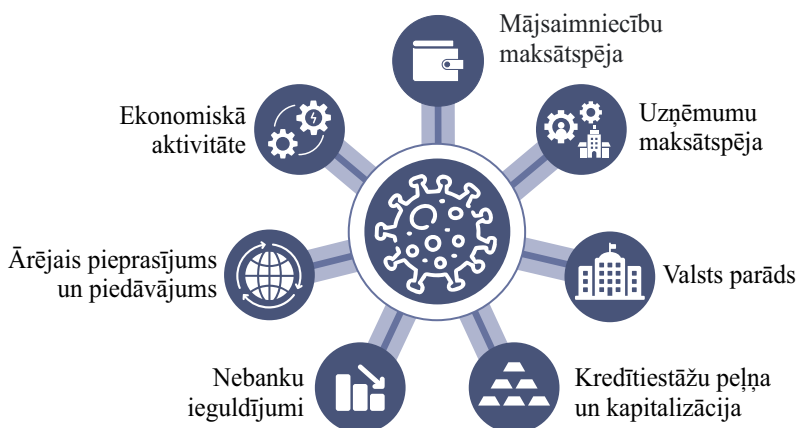 Mājsaimniecību
maksātspēja
Uzņēmumu
maksātspēja
Valsts parāds
Kredītiestāžu peļņa
un kapitalizācija
Nebanku
ieguldījumi
Ārējais pieprasījums
un piedāvājums
Ekonomiskā
aktivitāte